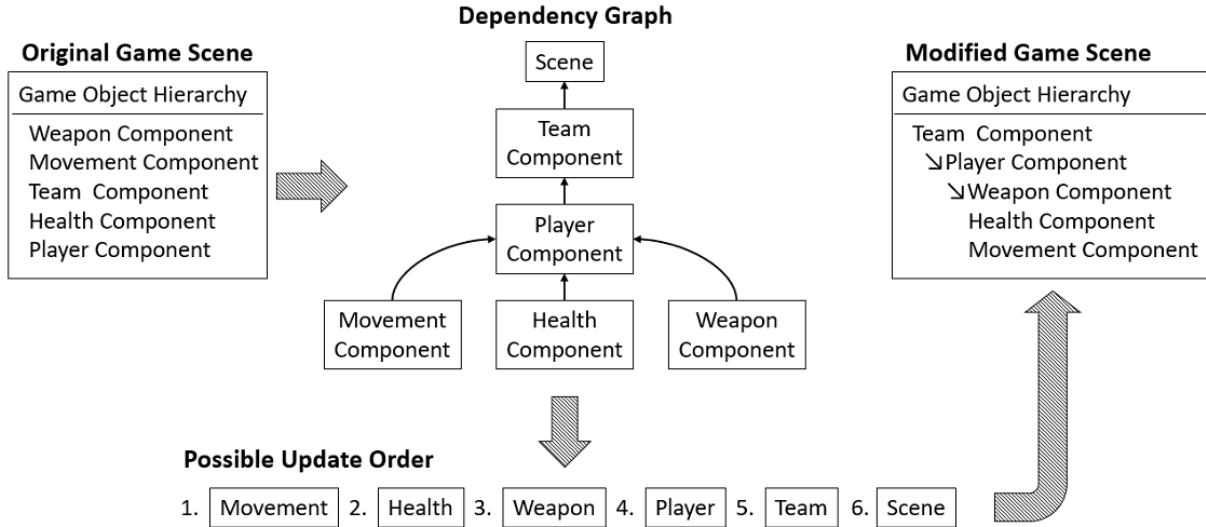 Dependency Graph
Original Game Scene
Game Object Hierarchy
Weapon Component
Movement Component
Team Component
Health Component
Player Component
Scene
Team
Component
Player
Component
Movement
Component
Health
Component
Weapon
Component
Modified Game Scene
Game Object Hierarchy
Team Component
↘Player Component
↘Weapon Component
Health Component
Movement Component
Possible Update Order
1. Movement 2. Health 3. Weapon 4. Player 5. Team 6. Scene